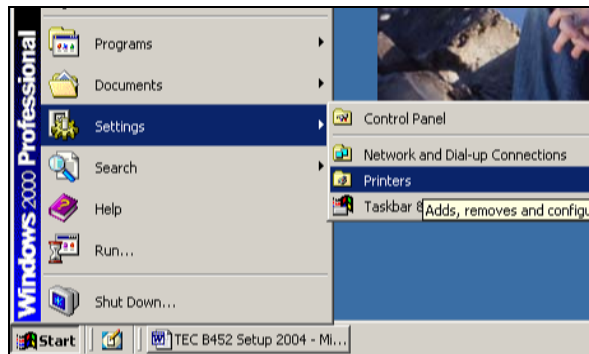 Windows 2000 Professional
Programs
Documents
Settings
Search
Help
Run...
Shut Down...
Control Panel
Network and Dial-up Connections
Printers
Taskbar &
Adds, removes and configu
Start
TEC B452 Setup 2004 - Mi...